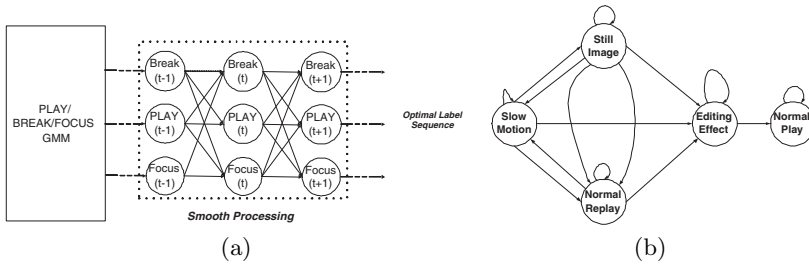 PLAY/
BREAK/FOCUS
GMM
Break
(t-1)
Break
(t)
Break
(t+1)
PLAY
(t-1)
PLAY
(t)
PLAY
(t+1)
Focus
(t-1)
Focus
(t)
Focus
(t+1)
Smooth Processing
Optimal Label
Sequence
(a)
Still
Image
Slow
Motion
Editing
Effect
Normal
Play
Normal
Replay
(b)